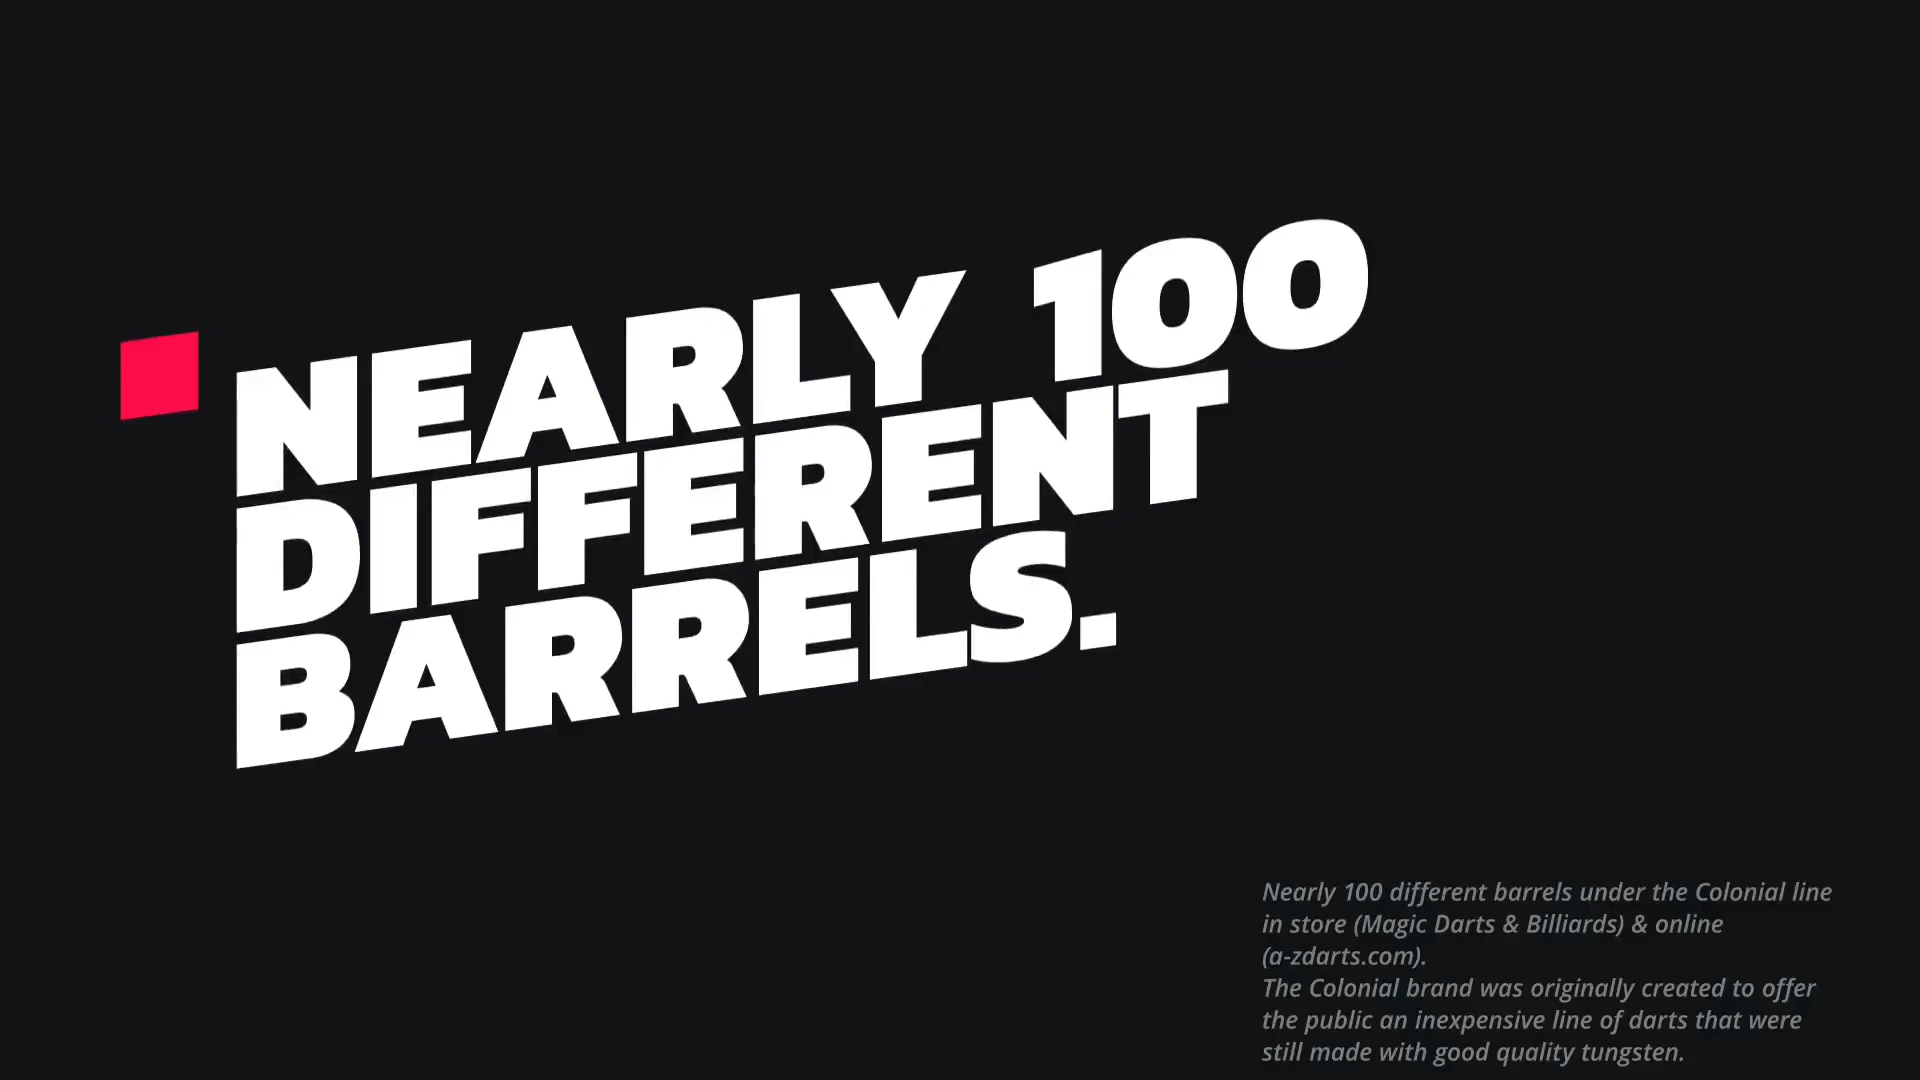 NEARLY 100
DIFFERENT
BARRELS.
Nearly 100 different barrels under the Colonial line
in store (Magic Darts & Billiards) & online
(a-zdarts.com).
The Colonial brand was originally created to offer
the public an inexpensive line of darts that were
still made with good quality tungsten.